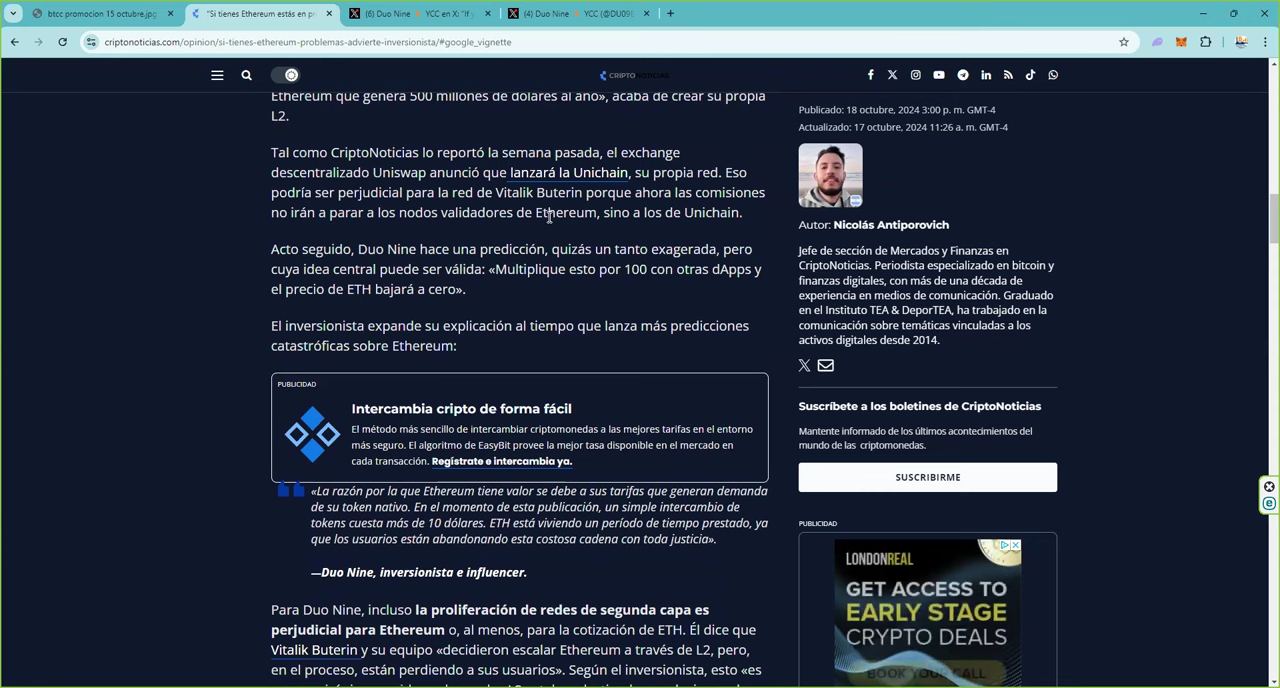 btcc promocion 15 octubre.jpg
"Si tienes Ethereum estás en pr
(6) Duo Nine YCC en X: "If y
(4) Duo Nine YCC (@DU09B
criptonoticias.com/opinion/si-tienes-ethereum-problemas-advierte-inversionista/#google_vignette
CRIPTONOTICIAS
Ethereum que genera 500 millones de dólares al año», acaba de crear su propia
L2.
Tal como CriptoNoticias lo reportó la semana pasada, el exchange
descentralizado Uniswap anunció que lanzará la Unichain, su propia red. Eso
podría ser perjudicial para la red de Vitalik Buterin porque ahora las comisiones
no irán a parar a los nodos validadores de Ethereum, sino a los de Unichain.
Acto seguido, Duo Nine hace una predicción, quizás un tanto exagerada, pero
cuya idea central puede ser válida: «Multiplique esto por 100 con otras dApps y
el precio de ETH bajará a cero».
El inversionista expande su explicación al tiempo que lanza más predicciones
catastróficas sobre Ethereum:
PUBLICIDAD
Intercambia cripto de forma fácil
El método más sencillo de intercambiar criptomonedas a las mejores tarifas en el entorno
más seguro. El algoritmo de EasyBit provee la mejor tasa disponible en el mercado en
cada transacción. Regístrate e intercambia ya.
«La razón por la que Ethereum tiene valor se debe a sus tarifas que generan demanda
de su token nativo. En el momento de esta publicación, un simple intercambio de
tokens cuesta más de 10 dólares. ETH está viviendo un período de tiempo prestado, ya
que los usuarios están abandonando esta costosa cadena con toda justicia».
—Duo Nine, inversionista e influencer.
Para Duo Nine, incluso la proliferación de redes de segunda capa es
perjudicial para Ethereum o, al menos, para la cotización de ETH. Él dice que
Vitalik Buterin y su equipo «decidieron escalar Ethereum a través de L2, pero,
en el proceso, están perdiendo a sus usuarios». Según el inversionista, esto «es
Publicado: 18 octubre, 2024 3:00 p. m. GMT-4
Actualizado: 17 octubre, 2024 11:26 a. m. GMT-4
Autor: Nicolás Antiporovich
Jefe de sección de Mercados y Finanzas en
CriptoNoticias. Periodista especializado en bitcoin y
finanzas digitales, con más de una década de
experiencia en medios de comunicación. Graduado
en el Instituto TEA & DeporTEA, ha trabajado en la
comunicación sobre temáticas vinculadas a los
activos digitales desde 2014.
Suscríbete a los boletines de CriptoNoticias
Mantente informado de los últimos acontecimientos del
mundo de las criptomonedas.
SUSCRIBIRME
PUBLICIDAD
LONDONREAL
GET ACCESS TO
EARLY STAGE
CRYPTO DEALS
BOOK YOUR CALL